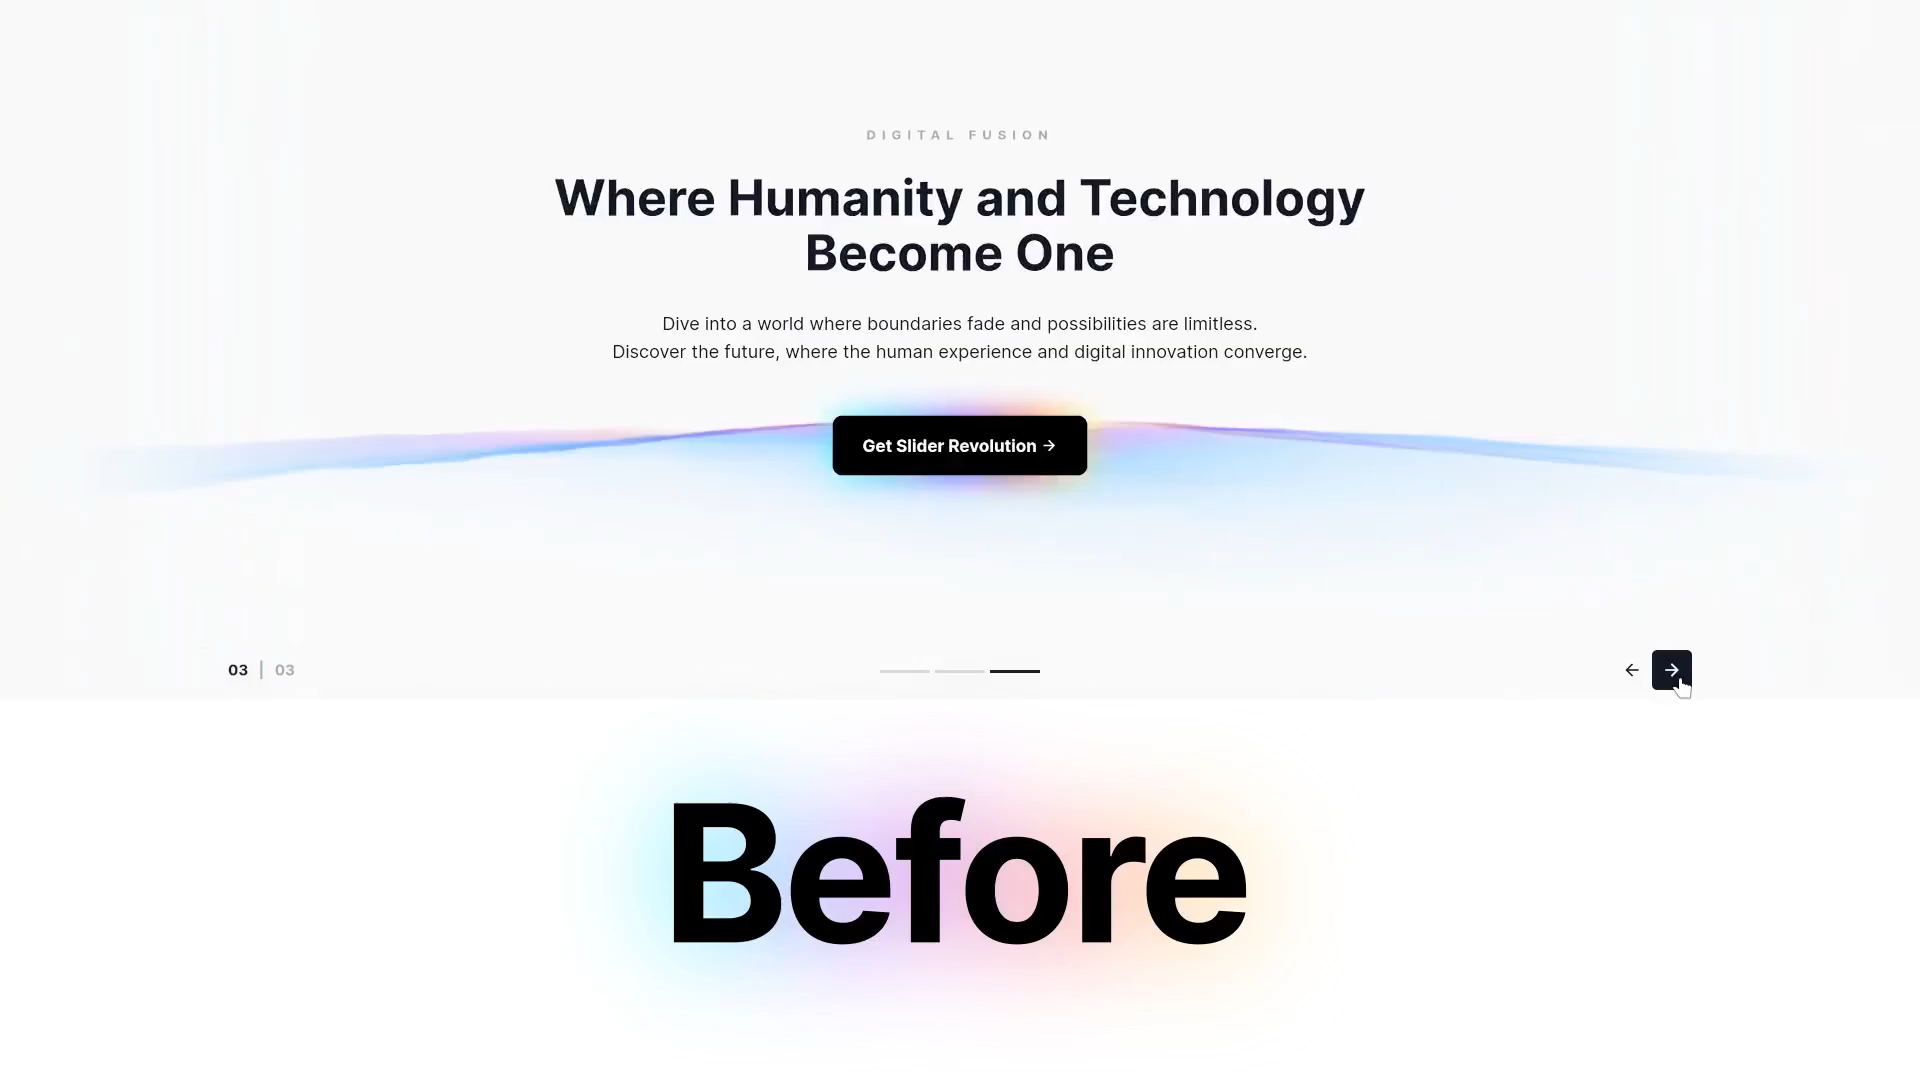 DIGITAL FUSION
Where Humanity and Technology
Become One
Dive into a world where boundaries fade and possibilities are limitless.
Discover the future, where the human experience and digital innovation converge.
Get Slider Revolution →
03 | 03
← →
Before